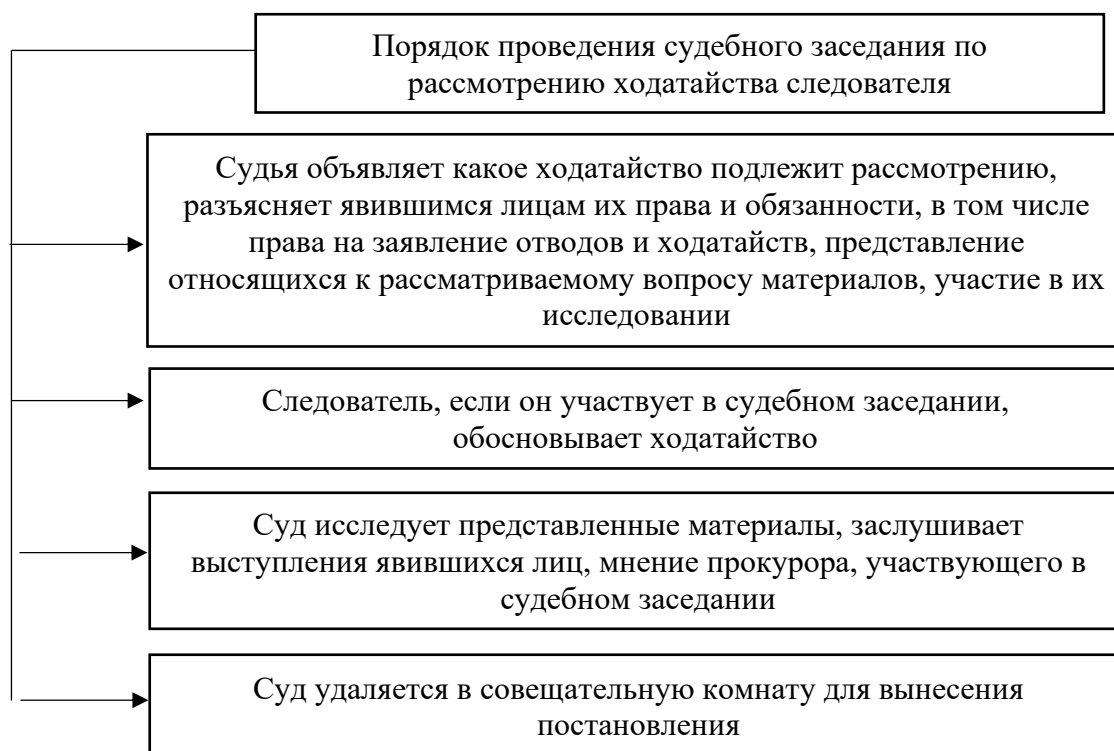 Порядок проведения судебного заседания по
рассмотрению ходатайства следователя
Судья объявляет какое ходатайство подлежит рассмотрению,
разъясняет явившимся лицам их права и обязанности, в том числе
права на заявление отводов и ходатайств, представление
относящихся к рассматриваемому вопросу материалов, участие в их
исследовании
Следователь, если он участвует в судебном заседании,
обосновывает ходатайство
Суд исследует представленные материалы, заслушивает
выступления явившихся лиц, мнение прокурора, участвующего в
судебном заседании
Суд удаляется в совещательную комнату для вынесения
постановления